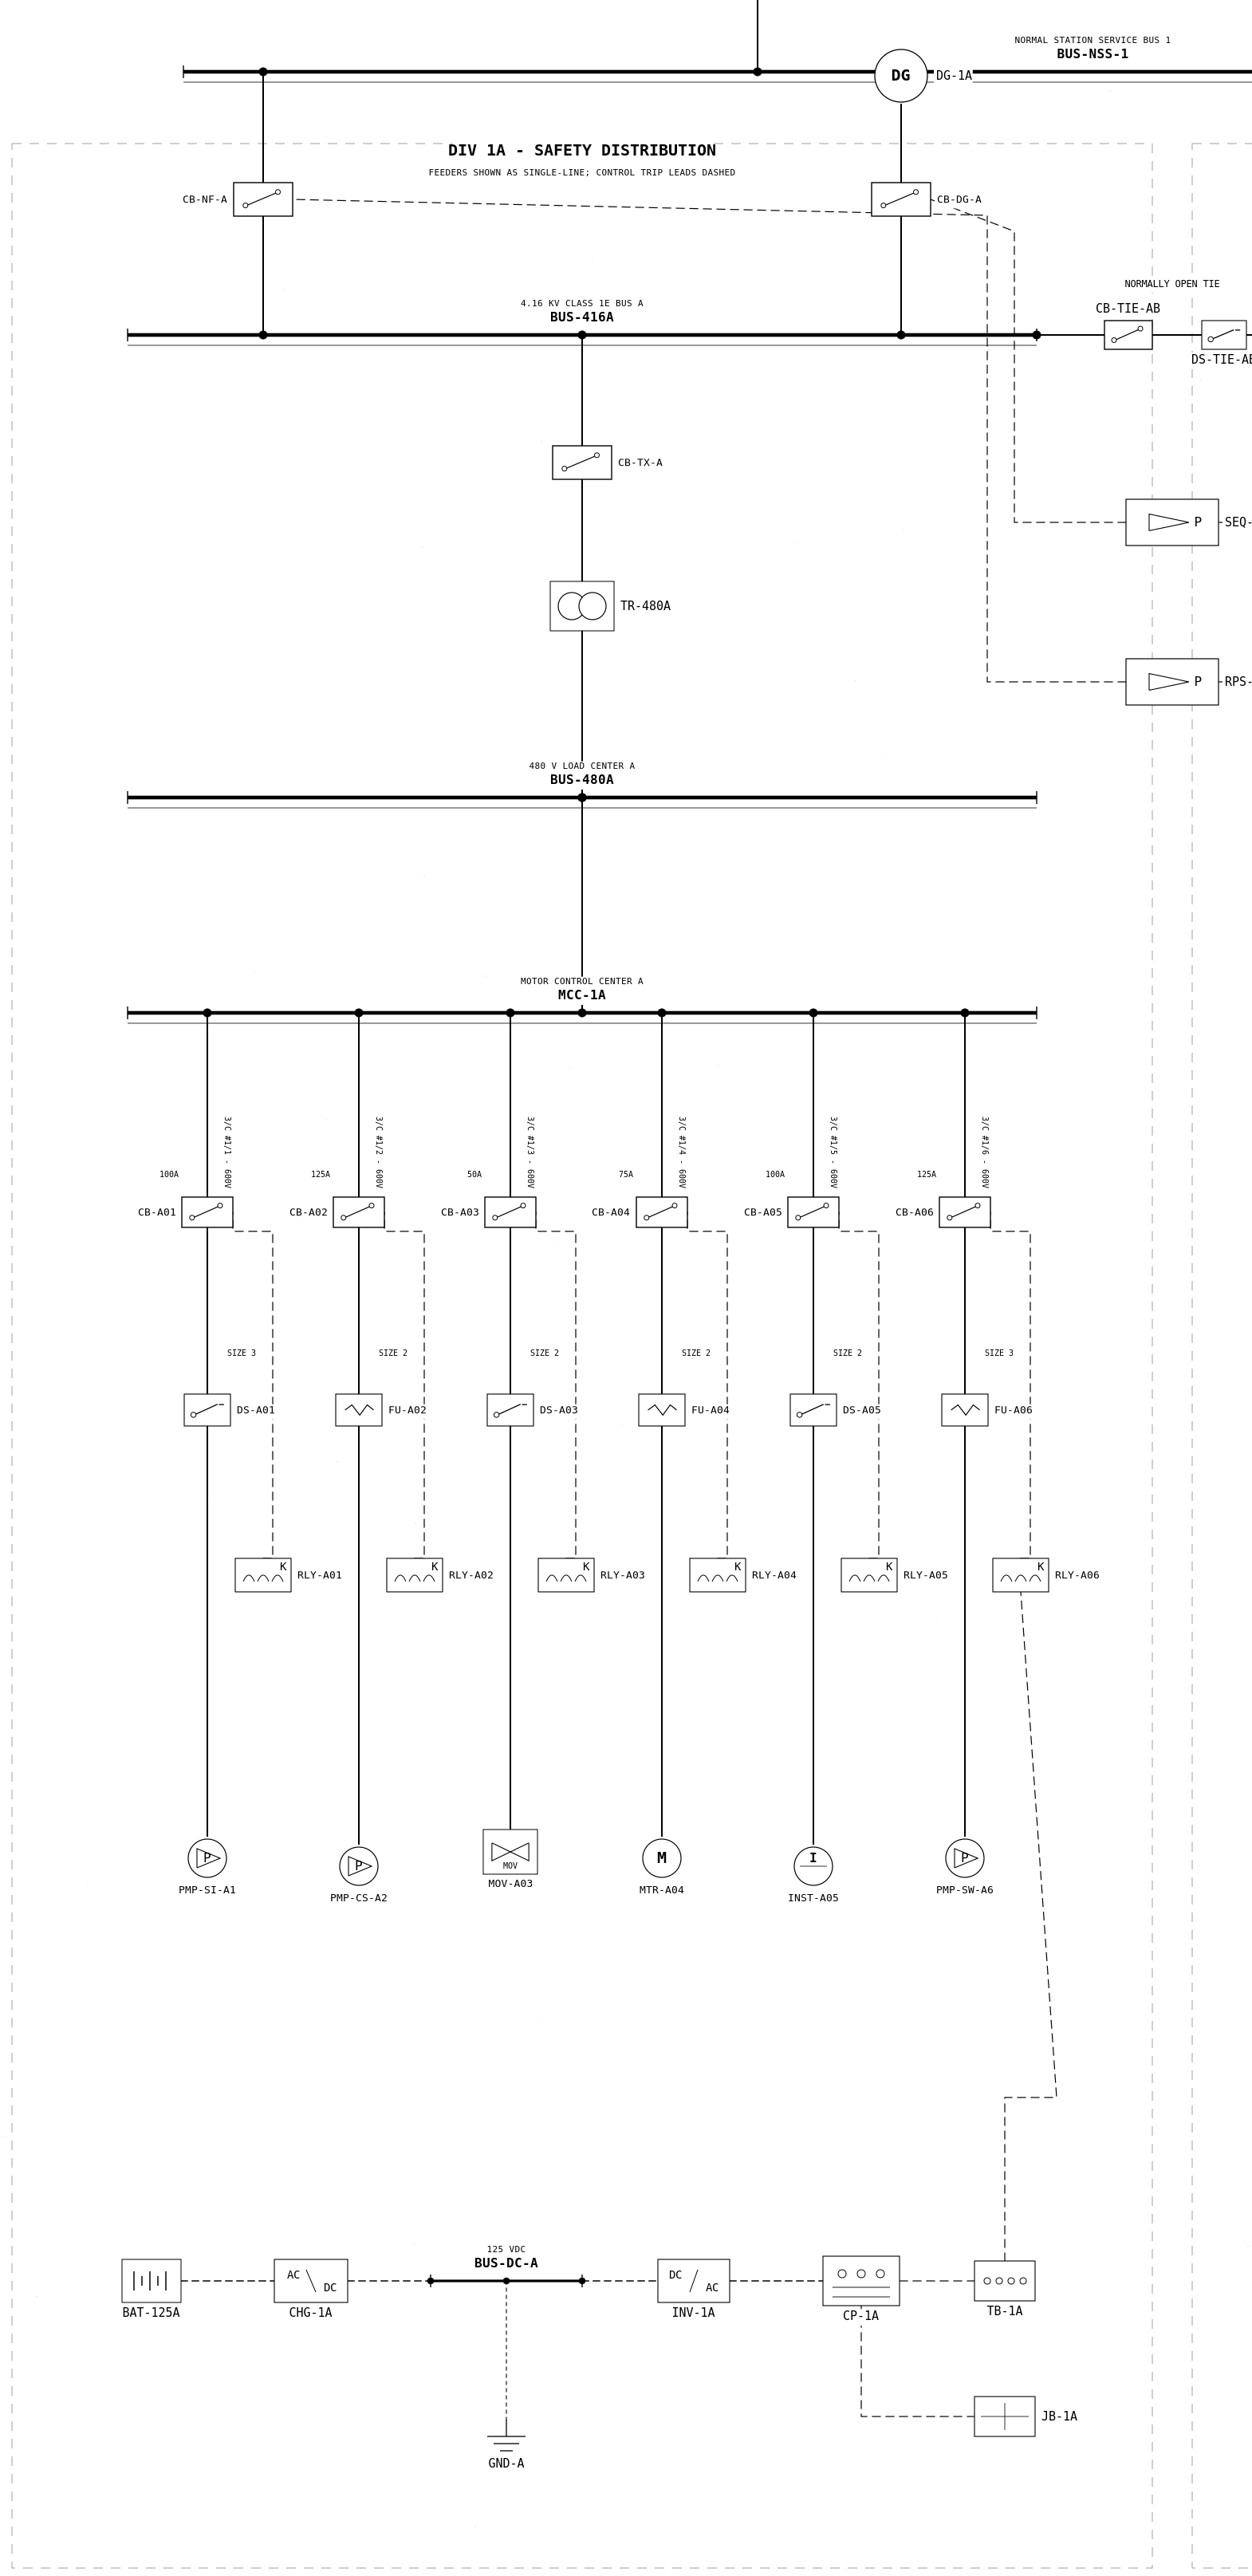 NORMAL STATION SERVICE BUS 1
BUS-NSS-1
DG
DG-1A
DIV 1A - SAFETY DISTRIBUTION
FEEDERS SHOWN AS SINGLE-LINE; CONTROL TRIP LEADS DASHED
CB-NF-A
CB-DG-A
NORMALLY OPEN TIE
4.16 KV CLASS 1E BUS A
BUS-416A
CB-TIE-AB
DS-TIE-AB
CB-TX-A
P
SEQ-
TR-480A
P
RPS-
480 V LOAD CENTER A
BUS-480A
MOTOR CONTROL CENTER A
MCC-1A
3/C #1/1 - 600V
3/C #1/2 - 600V
3/C #1/3 - 600V
3/C #1/4 - 600V
3/C #1/5 - 600V
3/C #1/6 - 600V
100A
125A
50A
75A
100A
125A
CB-A01
CB-A02
CB-A03
CB-A04
CB-A05
CB-A06
SIZE 3
SIZE 2
SIZE 2
SIZE 2
SIZE 2
SIZE 3
DS-A01
FU-A02
DS-A03
FU-A04
DS-A05
FU-A06
K
RLY-A01
K
RLY-A02
K
RLY-A03
K
RLY-A04
K
RLY-A05
K
RLY-A06
P
PMP-SI-A1
P
PMP-CS-A2
MOV
MOV-A03
M
MTR-A04
I
INST-A05
P
PMP-SW-A6
125 VDC
BUS-DC-A
BAT-125A
AC
DC
CHG-1A
DC
AC
INV-1A
CP-1A
TB-1A
JB-1A
GND-A